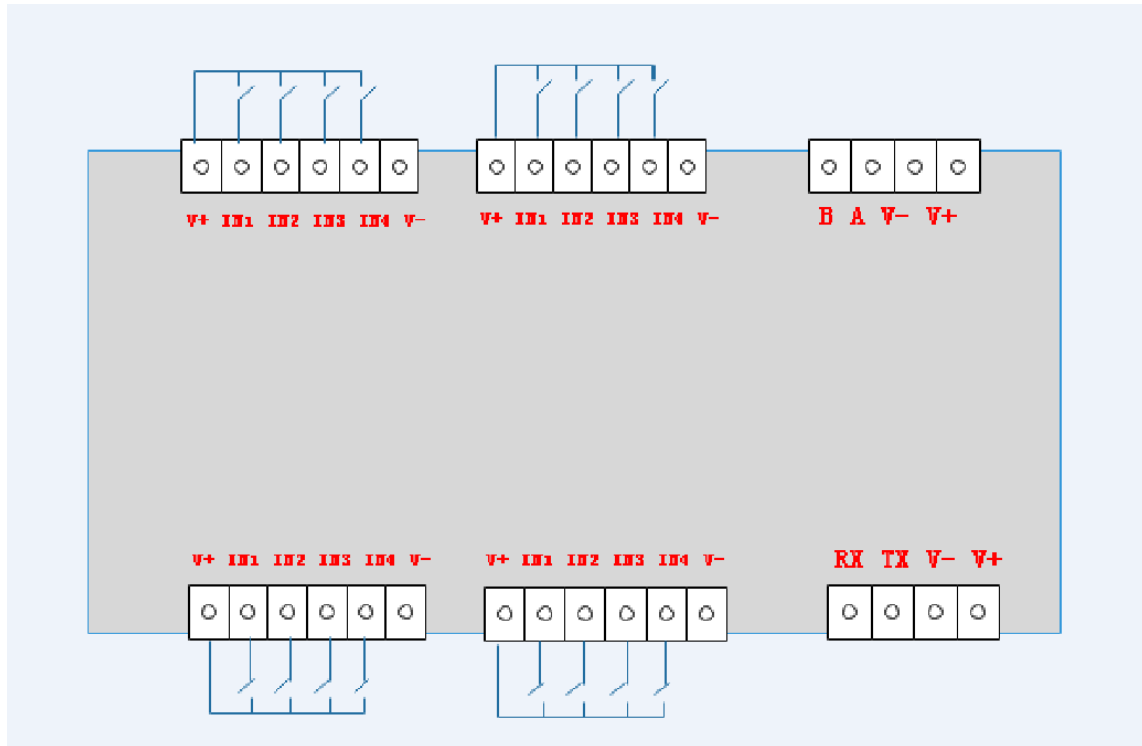 V+ IN1 IN2 IN3 IN4 V-
V+ IN1 IN2 IN3 IN4 V-
B A V- V+
V+ IN1 IN2 IN3 IN4 V-
V+ IN1 IN2 IN3 IN4 V-
RX TX V- V+